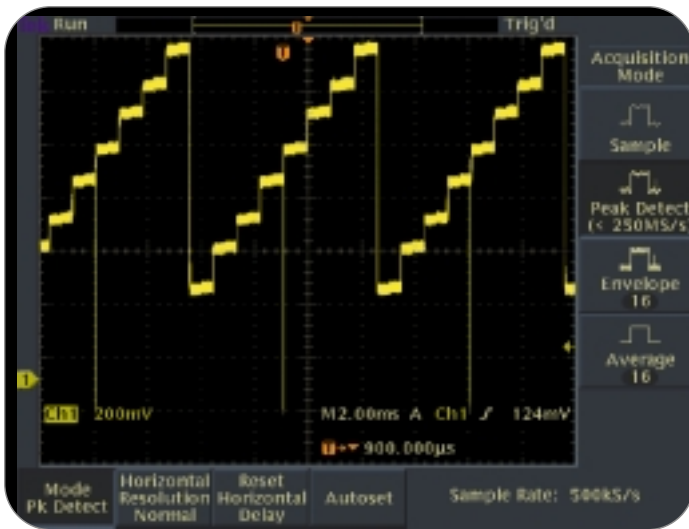 Run
Trig'd
Acquisition
Mode
Sample
Peak Detect
(< 250MS/s)
Envelope
16
Average
16
1
Ch1 200mV
M2.00ms A Ch1 124mV
T→▼ 900.000µs
Mode
Pk Detect
Horizontal
Resolution
Normal
Reset
Horizontal
Delay
Autoset
Sample Rate: 500kS/s